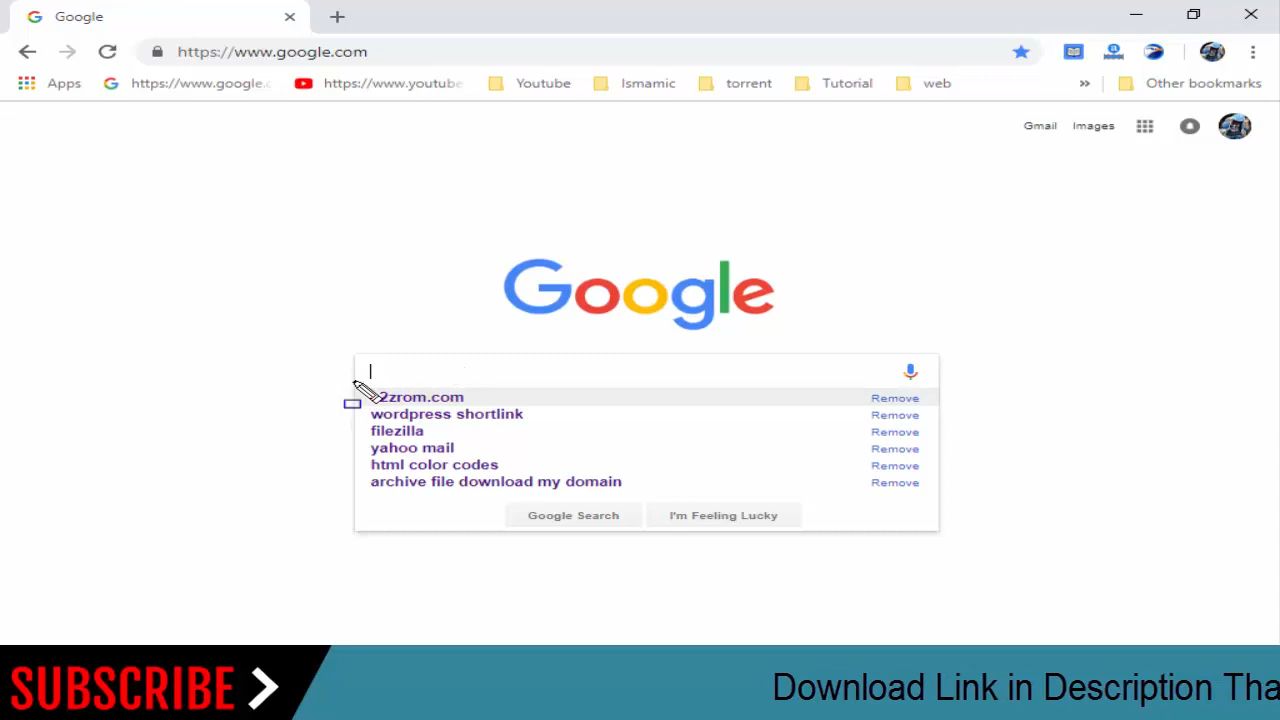 Google
https://www.google.com
Apps https://www.google.c https://www.youtube Youtube Ismamic torrent Tutorial web » Other bookmarks
Gmail Images
Google
2zrom.com Remove
wordpress shortlink Remove
filezilla Remove
yahoo mail Remove
html color codes Remove
archive file download my domain Remove
Google Search I'm Feeling Lucky
SUBSCRIBE Download Link in Description Tha